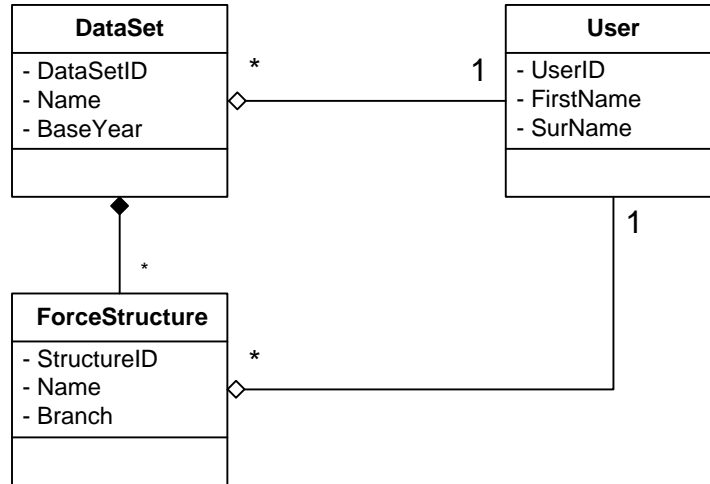 DataSet
- DataSetID
- Name
- BaseYear
*
1
User
- UserID
- FirstName
- SurName
1
*
ForceStructure
- StructureID
- Name
- Branch
*